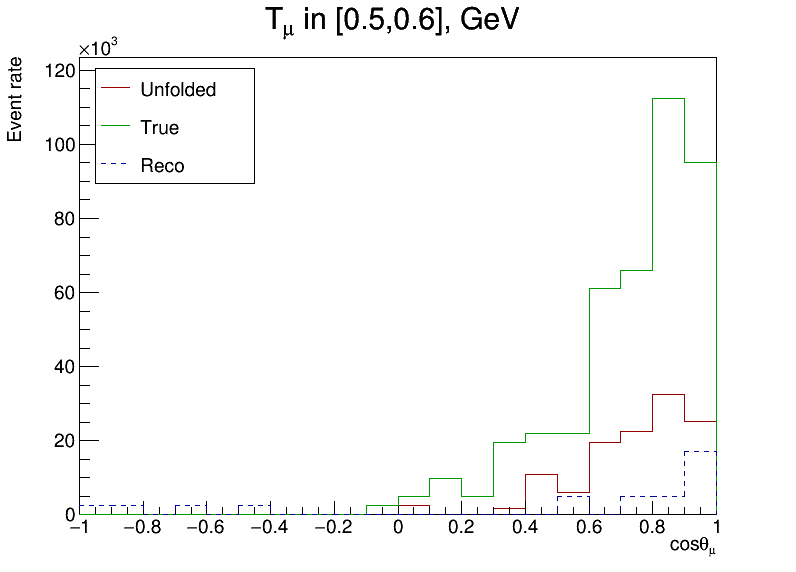 T_μ in [0.5,0.6], GeV
×10³
Event rate
Unfolded
True
Reco
120
100
80
60
40
20
0
−1 −0.8 −0.6 −0.4 −0.2 0 0.2 0.4 0.6 0.8 1
cosθ_μ